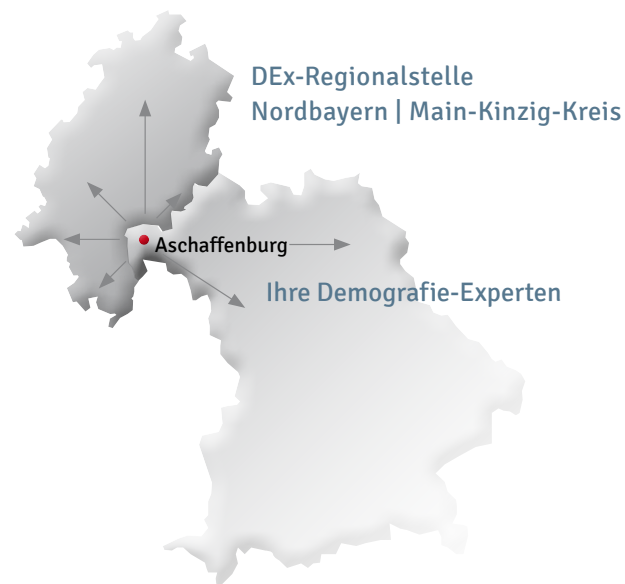 DEx-Regionalstelle
Nordbayern | Main-Kinzig-Kreis
Aschaffenburg
Ihre Demografie-Experten